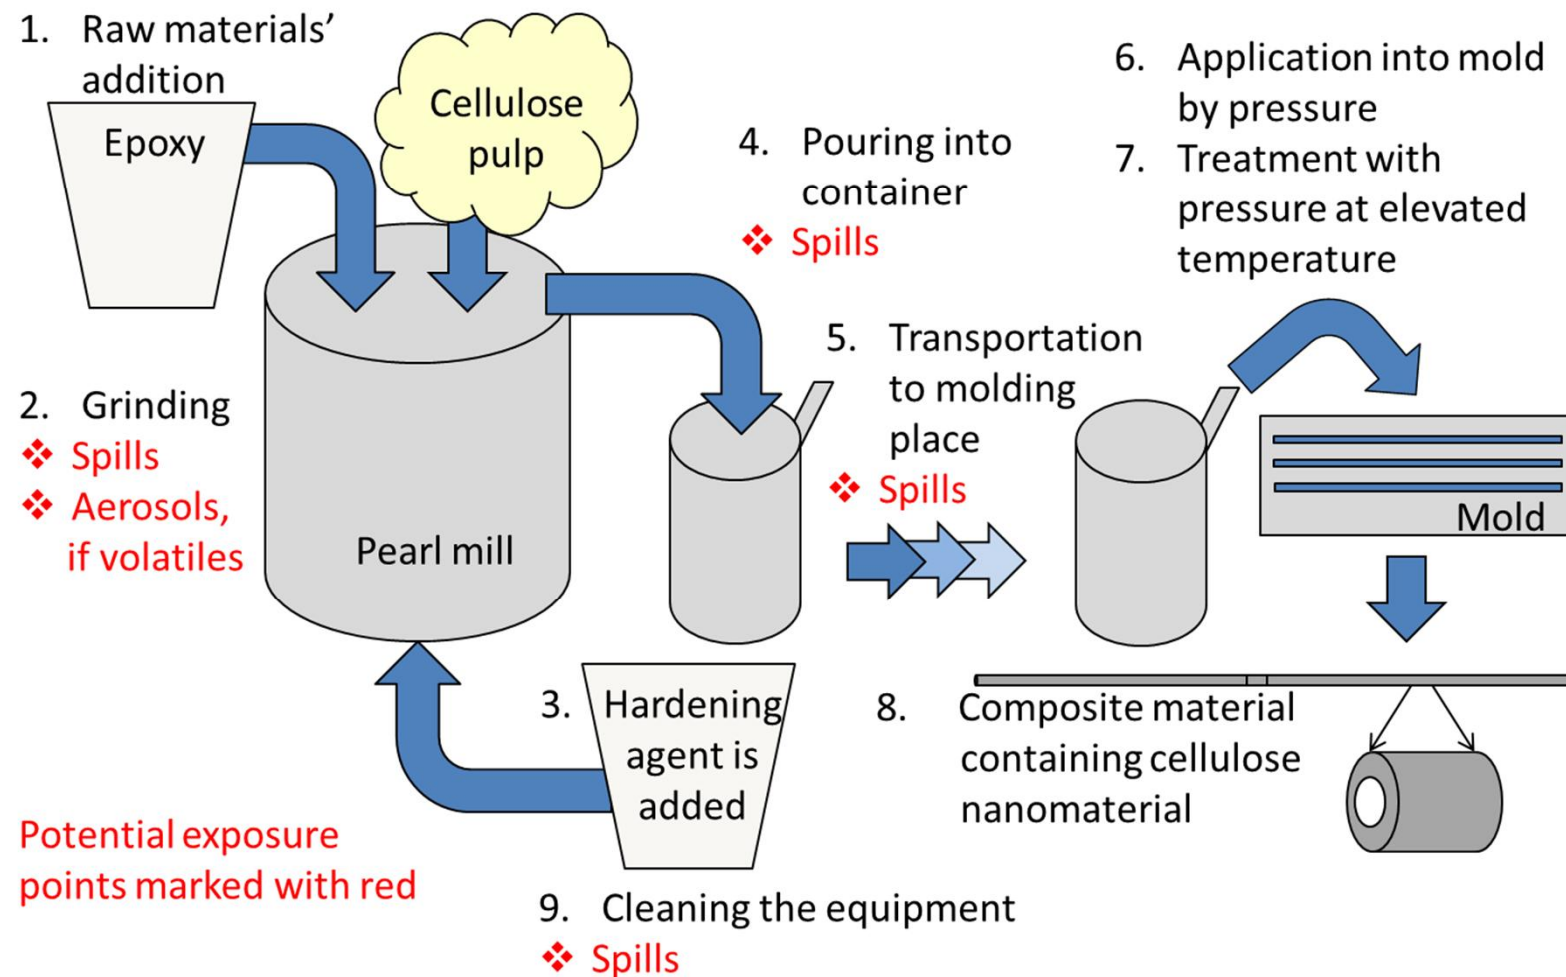 1. Raw materials'
addition
Epoxy
Cellulose
pulp
2. Grinding
❖ Spills
❖ Aerosols,
if volatiles
Pearl mill
3. Hardening
agent is
added
4. Pouring into
container
❖ Spills
5. Transportation
to molding
place
❖ Spills
6. Application into mold
by pressure
7. Treatment with
pressure at elevated
temperature
Mold
8. Composite material
containing cellulose
nanomaterial
Potential exposure
points marked with red
9. Cleaning the equipment
❖ Spills